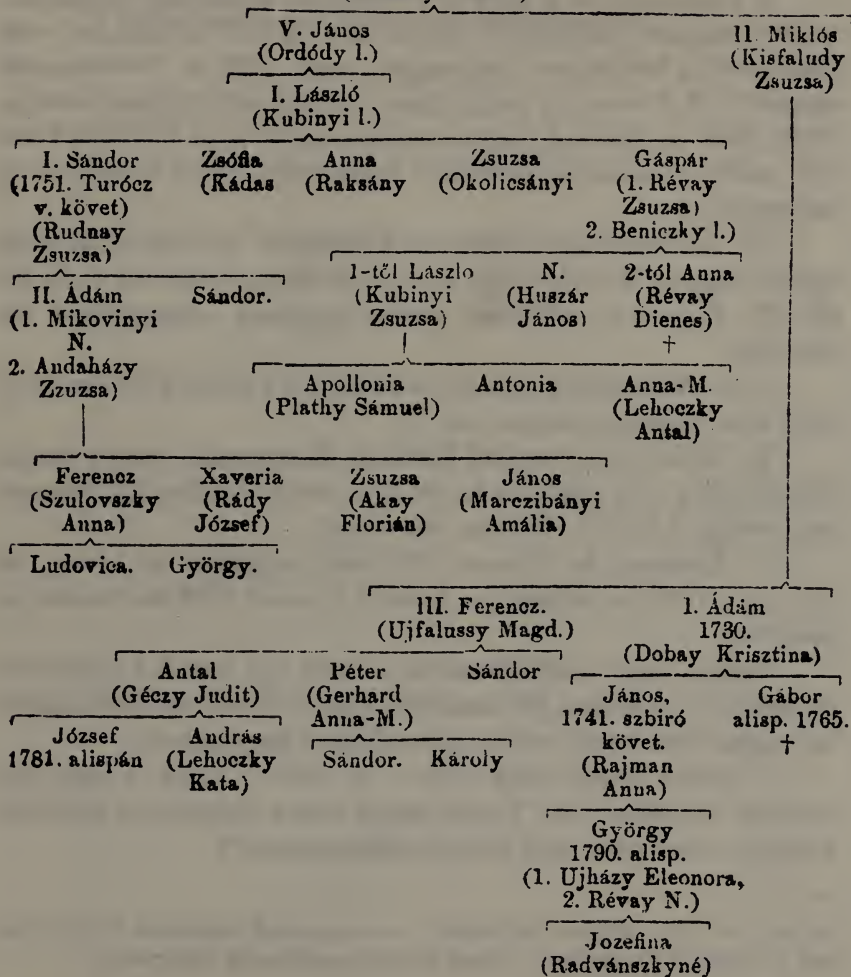 V. János
(Ordódy l.)
II. Miklós
(Kisfaludy
Zsuzsa)
I. László
(Kubinyi l.)
I. Sándor
(1751. Turócz
v. követ)
(Rudnay
Zsuzsa)
Zsófia
(Kádas
Anna
(Raksány
Zsuzsa
(Okolicsányi
Gáspár
(1. Révay
Zsuzsa)
2. Beniczky l.)
II. Ádám
(1. Mikovinyi
N.
2. Andaházy
Zzuzsa)
Sándor.
1-től Lászlo
(Kubinyi
Zsuzsa)
N.
(Huszár
János)
2-tól Anna
(Révay
Dienes)
†
Apollonia
(Plathy Sámuel)
Antonia
Anna-M.
(Lehoczky
Antal)
Ferencz
(Szulovszky
Anna)
Xaveria
(Rády
József)
Zsuzsa
(Akay
Florián)
János
(Marczibányi
Amália)
Ludovica. György.
III. Ferencz.
(Ujfalussy Magd.)
I. Ádám
1730.
(Dobay Krisztina)
Antal
(Géczy Judit)
Péter
(Gerhard
Anna-M.)
Sándor
János,
1741. szbiró
követ.
(Rajman
Anna)
Gábor
alisp. 1765.
†
József
1781. alispán
András
(Lehoczky
Kata)
Sándor. Károly
György
1790. alisp.
(1. Ujházy Eleonora,
2. Révay N.)
Jozefina
(Radvánszkyné)